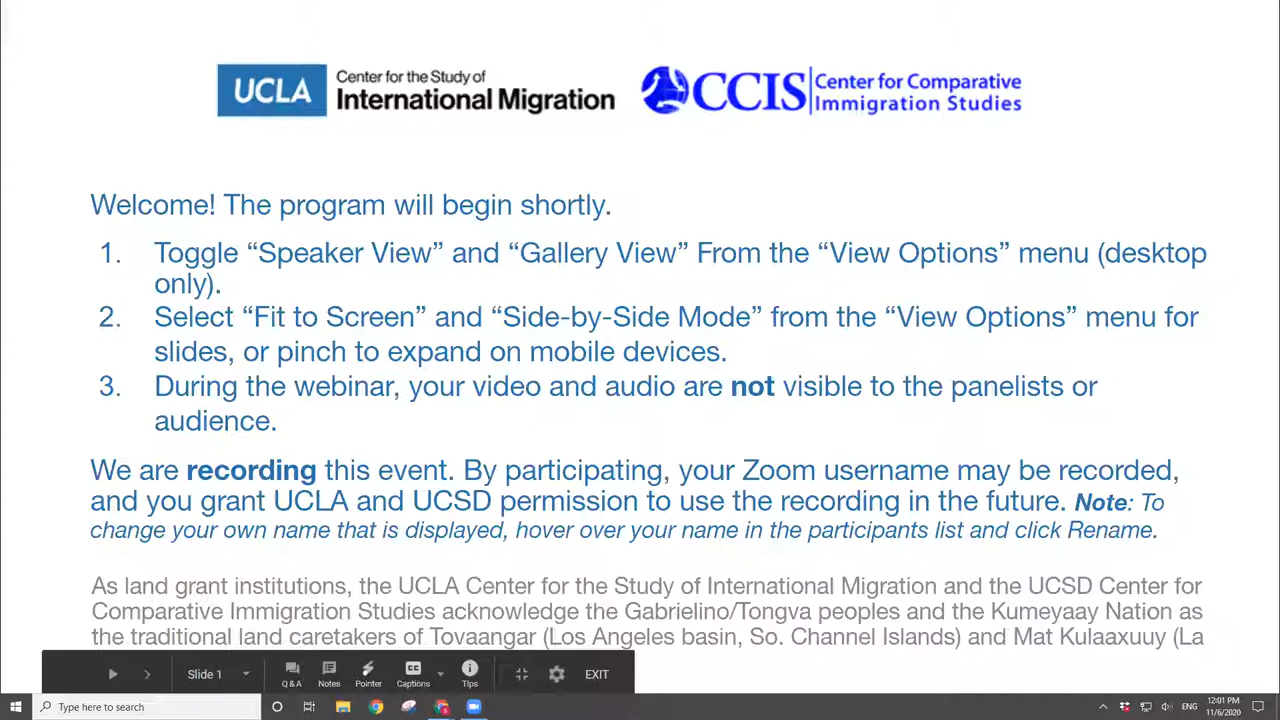 UCLA Center for the Study of
International Migration
CCIS Center for Comparative
Immigration Studies
Welcome! The program will begin shortly.
1. Toggle “Speaker View” and “Gallery View” From the “View Options” menu (desktop
only).
2. Select “Fit to Screen” and “Side-by-Side Mode” from the “View Options” menu for
slides, or pinch to expand on mobile devices.
3. During the webinar, your video and audio are not visible to the panelists or
audience.
We are recording this event. By participating, your Zoom username may be recorded,
and you grant UCLA and UCSD permission to use the recording in the future. Note: To
change your own name that is displayed, hover over your name in the participants list and click Rename.
As land grant institutions, the UCLA Center for the Study of International Migration and the UCSD Center for
Comparative Immigration Studies acknowledge the Gabrielino/Tongva peoples and the Kumeyaay Nation as
the traditional land caretakers of Tovaangar (Los Angeles basin, So. Channel Islands) and Mat Kulaaxuuy (La
Slide 1 Q & A Notes Pointer CC Captions Tips EXIT
Type here to search ENG 12:01 PM
11/6/2020